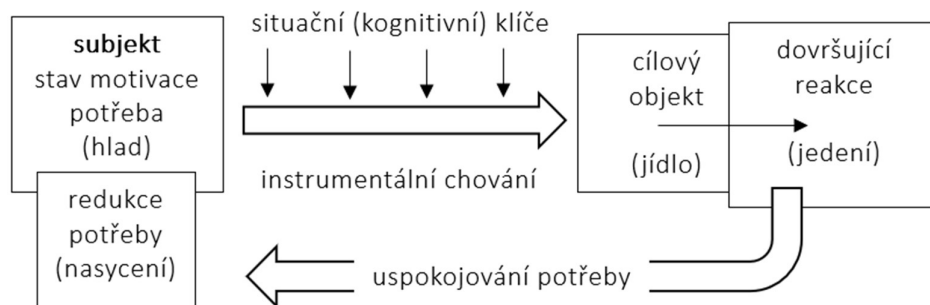 subjekt
stav motivace
potřeba
(hlad)
redukce
potřeby
(nasycení)
situační (kognitivní) klíče
instrumentální chování
cílový
objekt
(jídlo)
dovršující
reakce
(jedení)
uspokojování potřeby